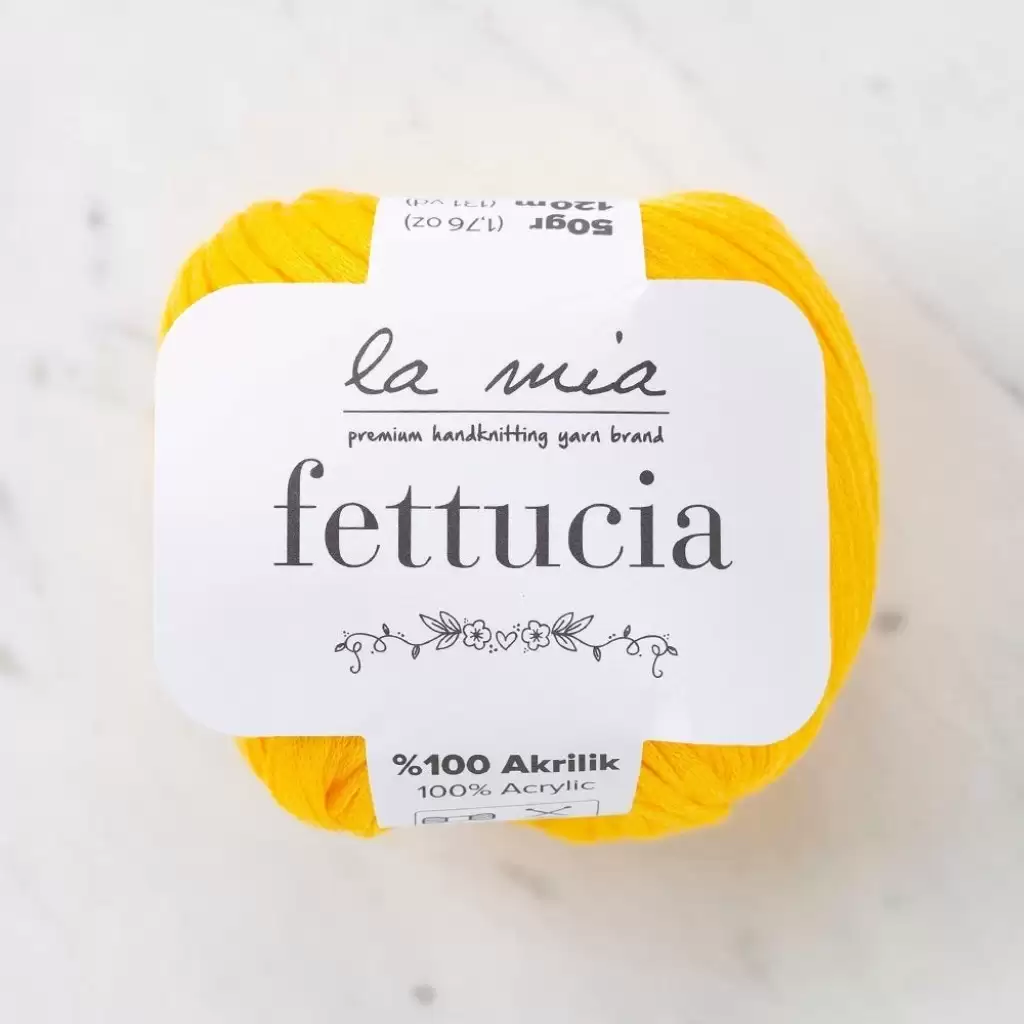 120m (131 yd)
50gr (1,76 oz)
la mia
premium handknitting yarn brand
fettucia
%100 Akrilik
100% Acrylic